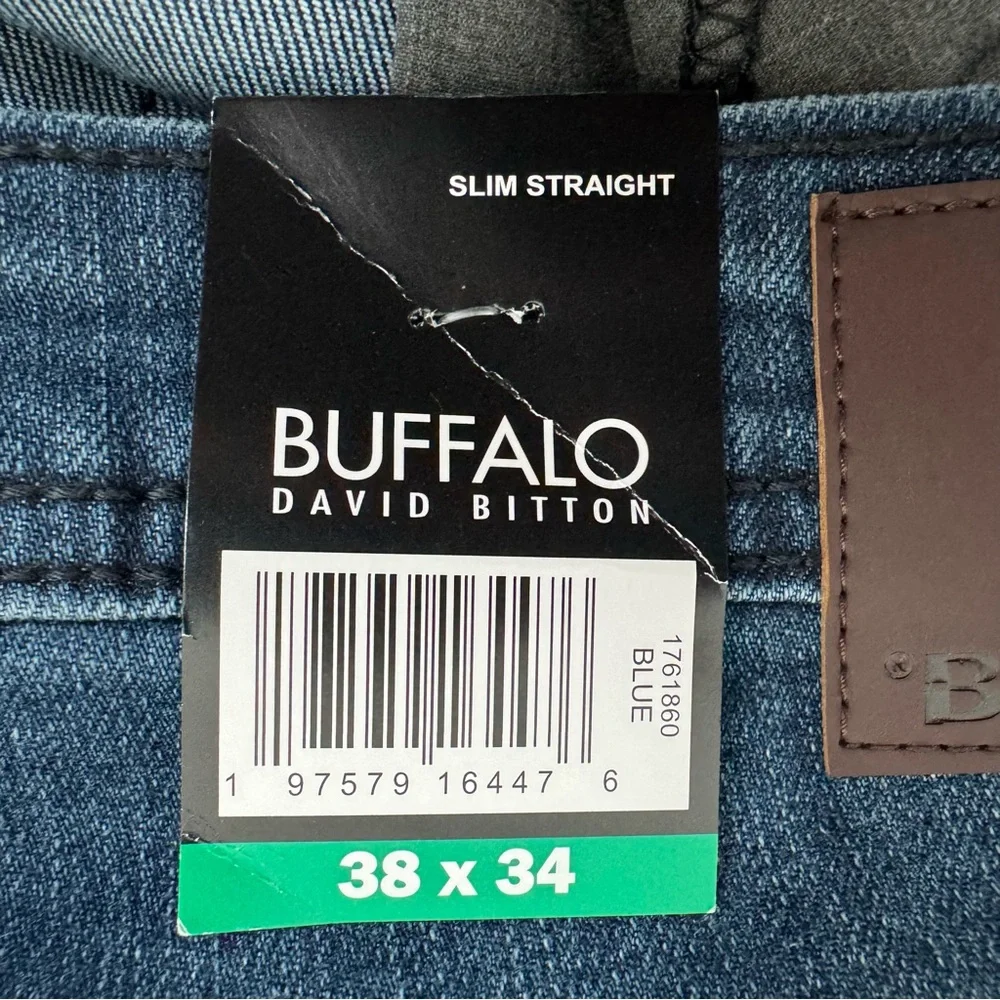 SLIM STRAIGHT
BUFFALO
DAVID BITTON
1761860
BLUE
1 97579 16447 6
38 x 34
B